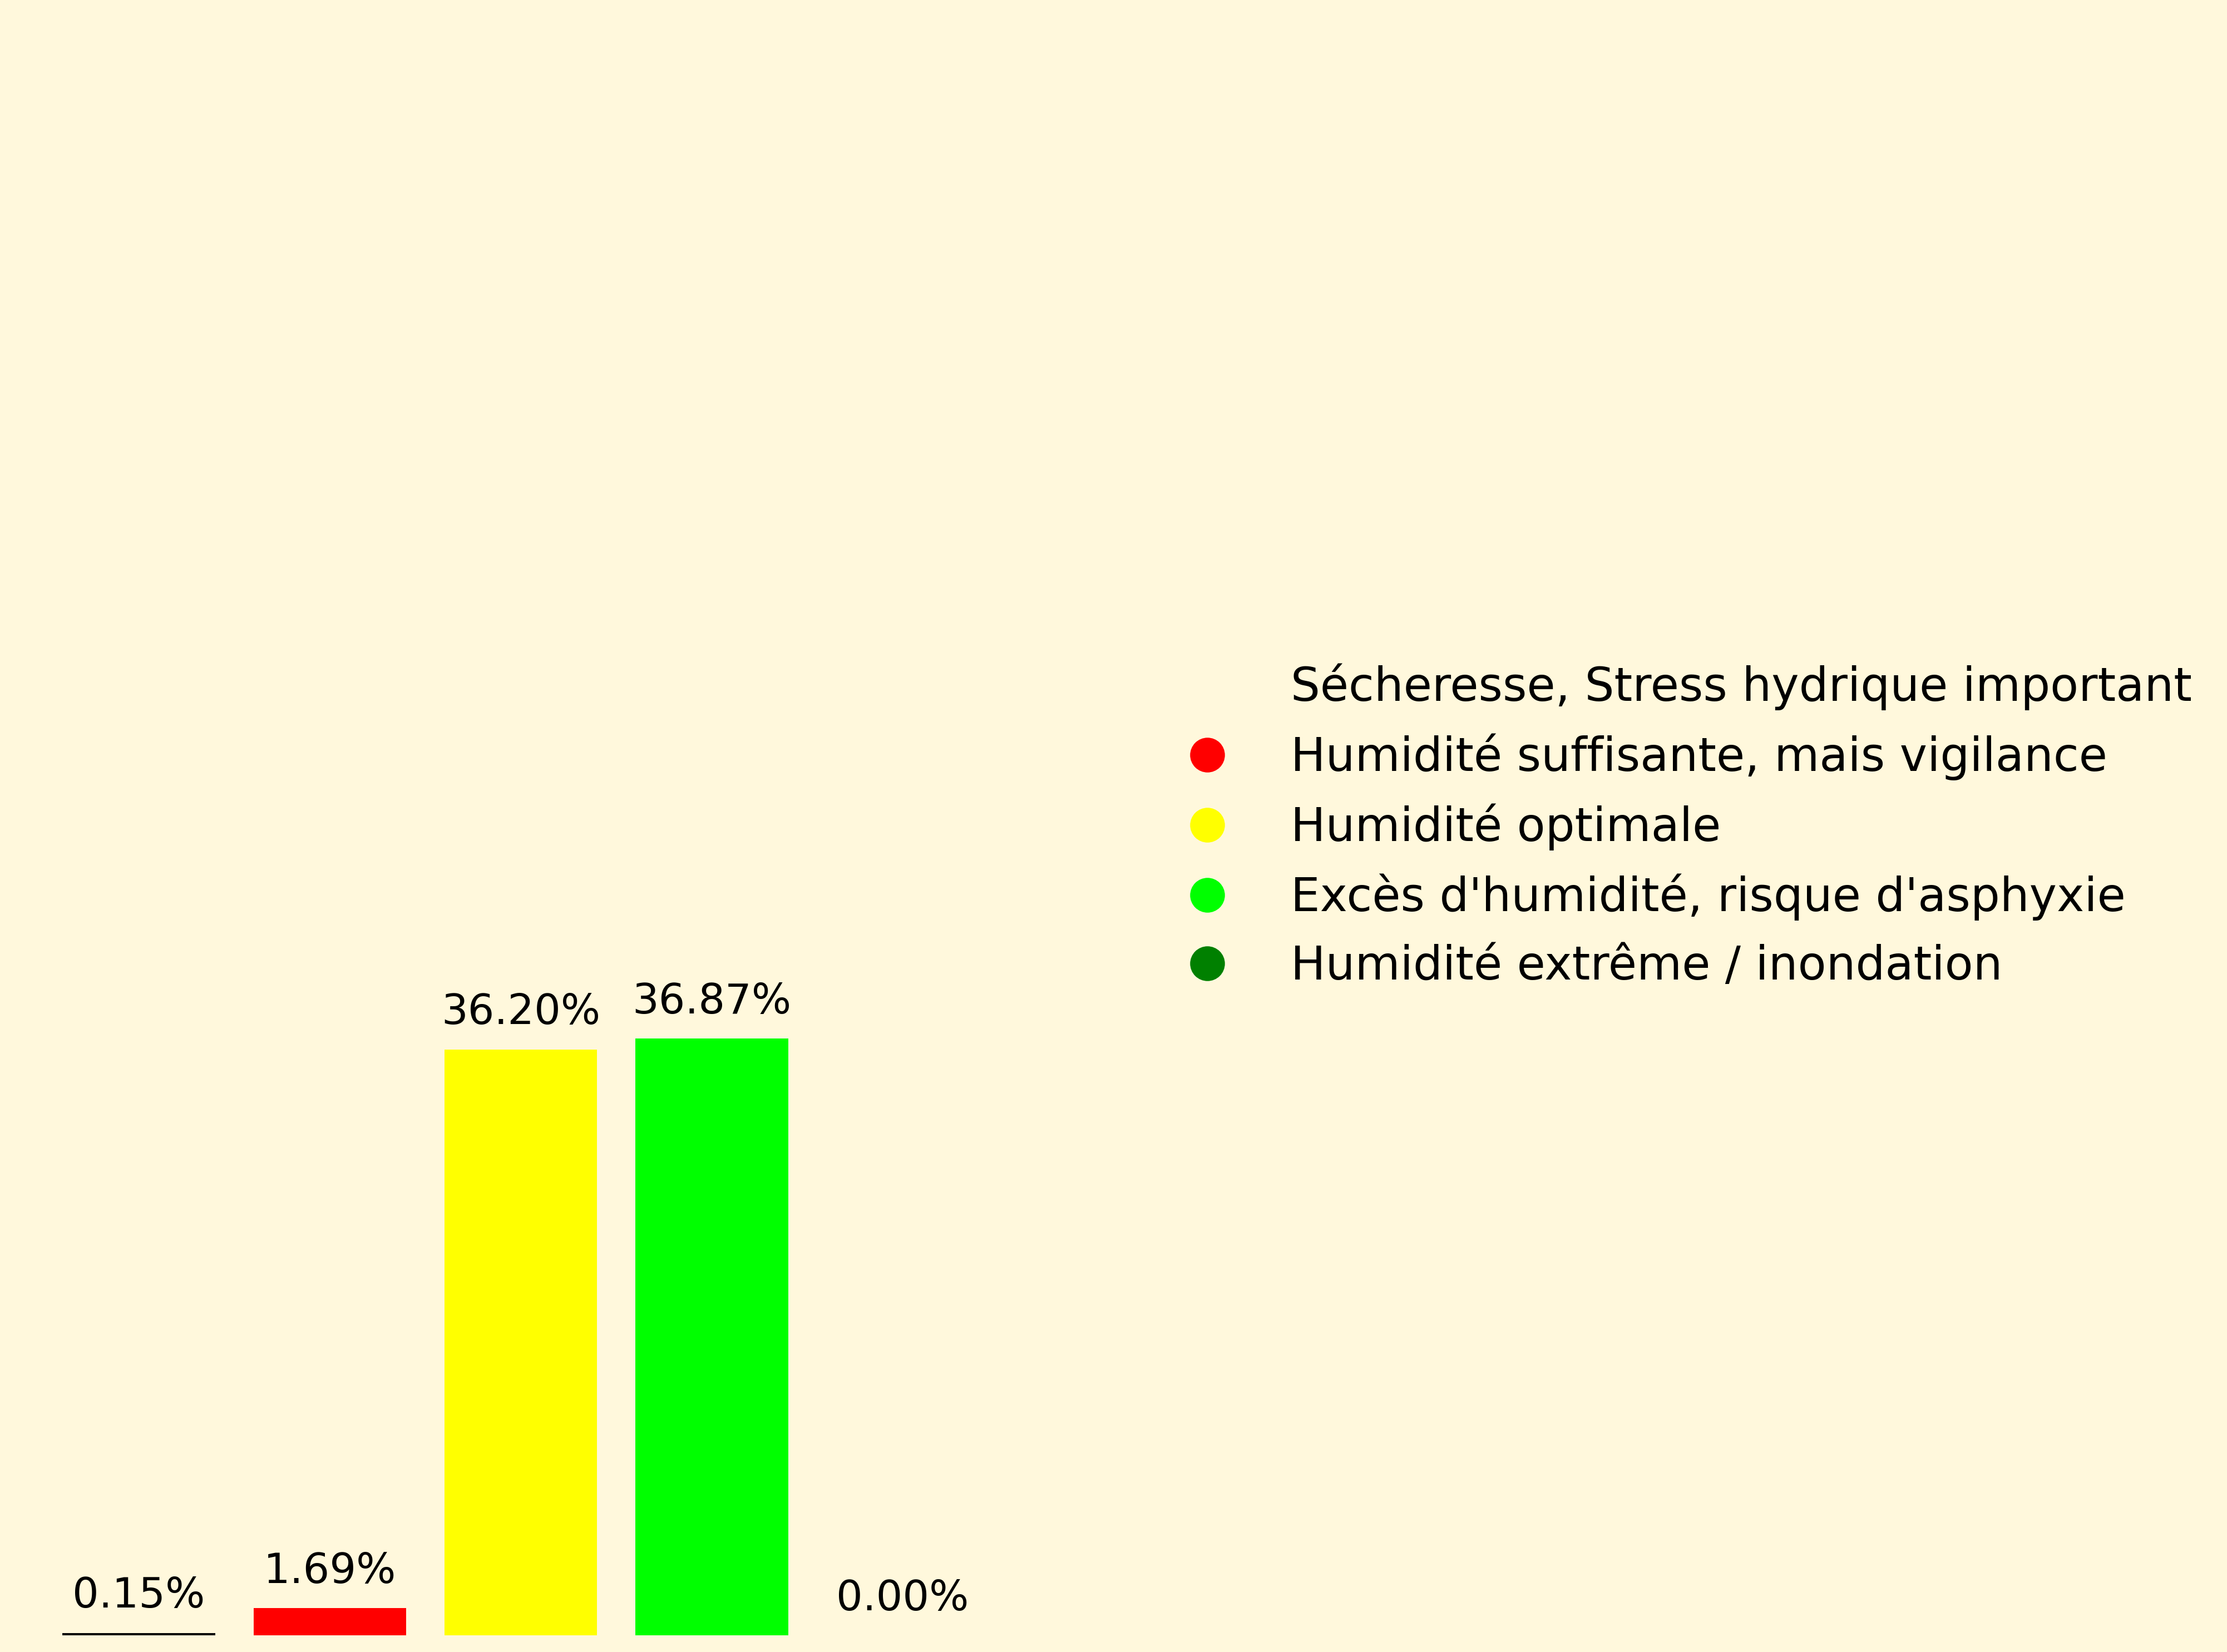 Sécheresse, Stress hydrique important
Humidité suffisante, mais vigilance
Humidité optimale
Excès d'humidité, risque d'asphyxie
Humidité extrême / inondation
36.20%
36.87%
0.15%
1.69%
0.00%